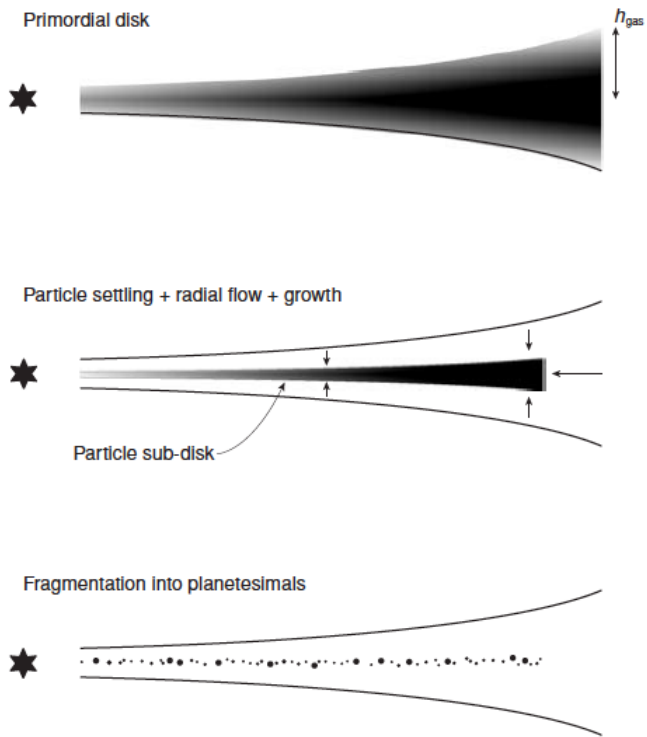 Primordial disk
hgas
Particle settling + radial flow + growth
Particle sub-disk
Fragmentation into planetesimals